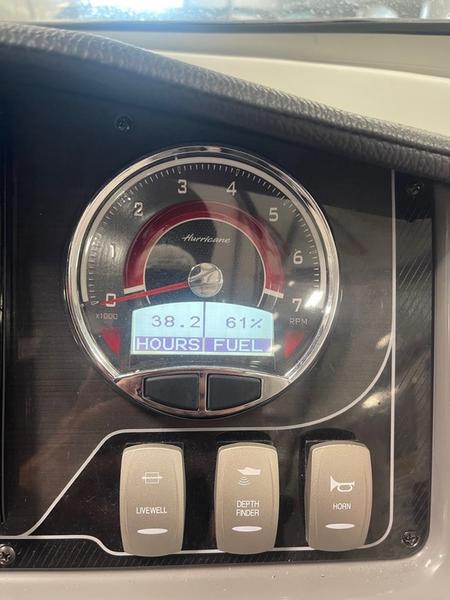 0 1 2 3 4 5 6 7
Hurricane
x1000
RPM
38.2 61%
HOURS FUEL
LIVEWELL
DEPTH
FINDER
HORN